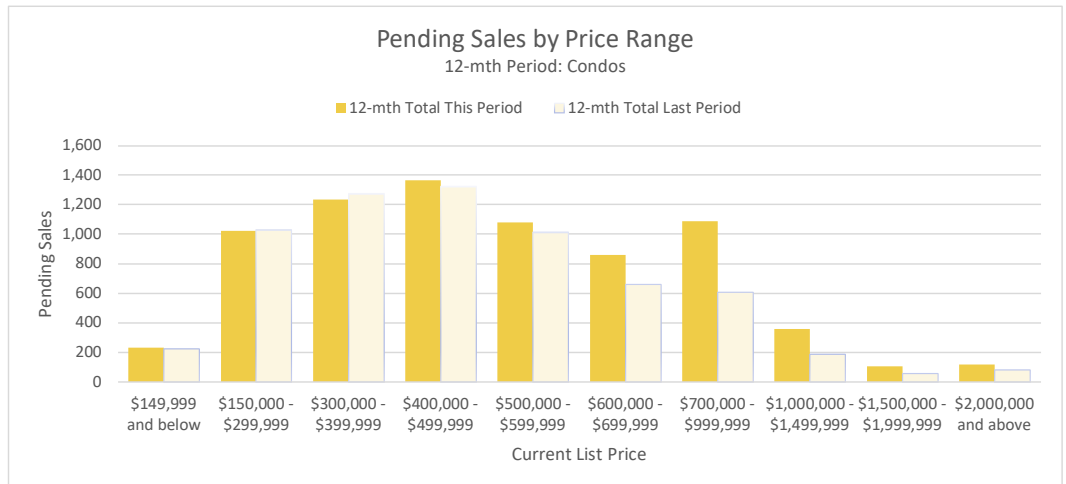 Pending Sales by Price Range
12-mth Period: Condos
12-mth Total This Period 12-mth Total Last Period
1,600
1,400
1,200
1,000
800
600
400
200
0
Pending Sales
$149,999 $150,000 - $300,000 - $400,000 - $500,000 - $600,000 - $700,000 - $1,000,000 - $1,500,000 - $2,000,000
and below $299,999 $399,999 $499,999 $599,999 $699,999 $999,999 $1,499,999 $1,999,999 and above
Current List Price